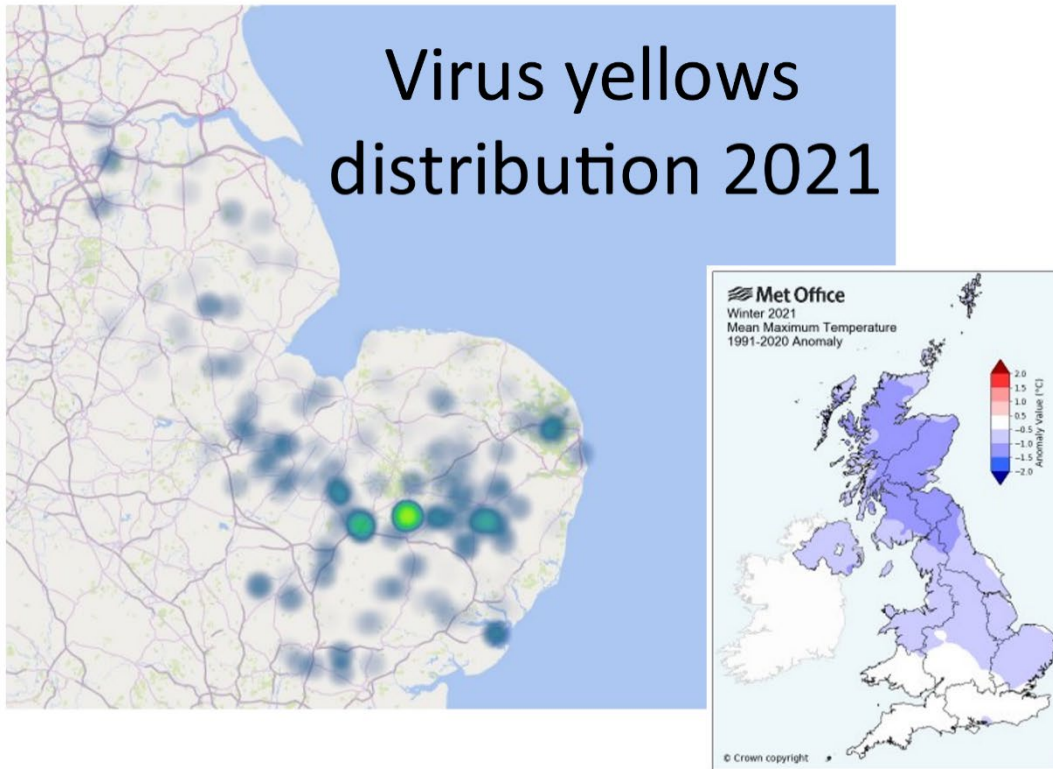 Virus yellows
distribution 2021
Met Office
Winter 2021
Mean Maximum Temperature
1991-2020 Anomaly
2.0
1.5
1.0
0.5
−0.5
−1.0
−1.5
−2.0
Anomaly Value (°C)
© Crown copyright